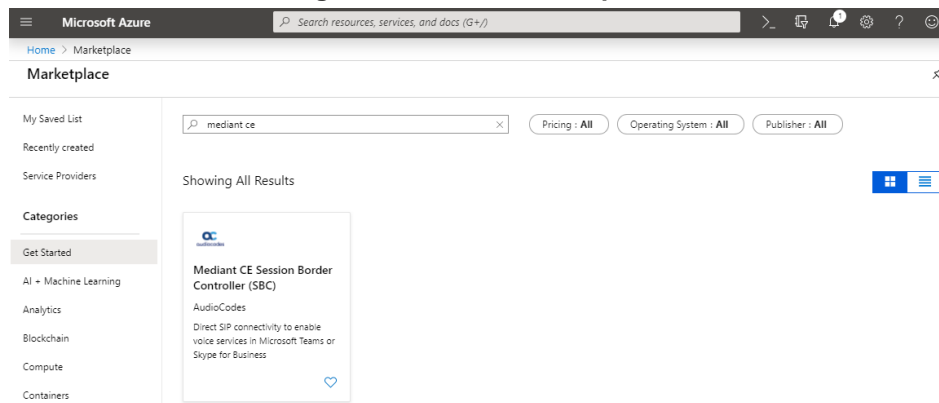 Microsoft Azure
Search resources, services, and docs (G+/)
1
Home > Marketplace
Marketplace
My Saved List
Recently created
Service Providers
Categories
Get Started
AI + Machine Learning
Analytics
Blockchain
Compute
Containers
mediant ce
Pricing : All
Operating System : All
Publisher : All
Showing All Results
audiocodes
Mediant CE Session Border
Controller (SBC)
AudioCodes
Direct SIP connectivity to enable
voice services in Microsoft Teams or
Skype for Business